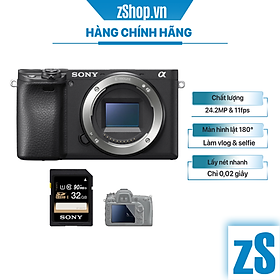 zShop.vn
HÀNG CHÍNH HÃNG
SONY
α
Chất lượng
24.2MP & 11fps
Màn hình lật 180°
Làm vlog & selfie
Lấy nét nhanh
Chỉ 0,02 giây
90MB/s
32GB
SONY
ZS